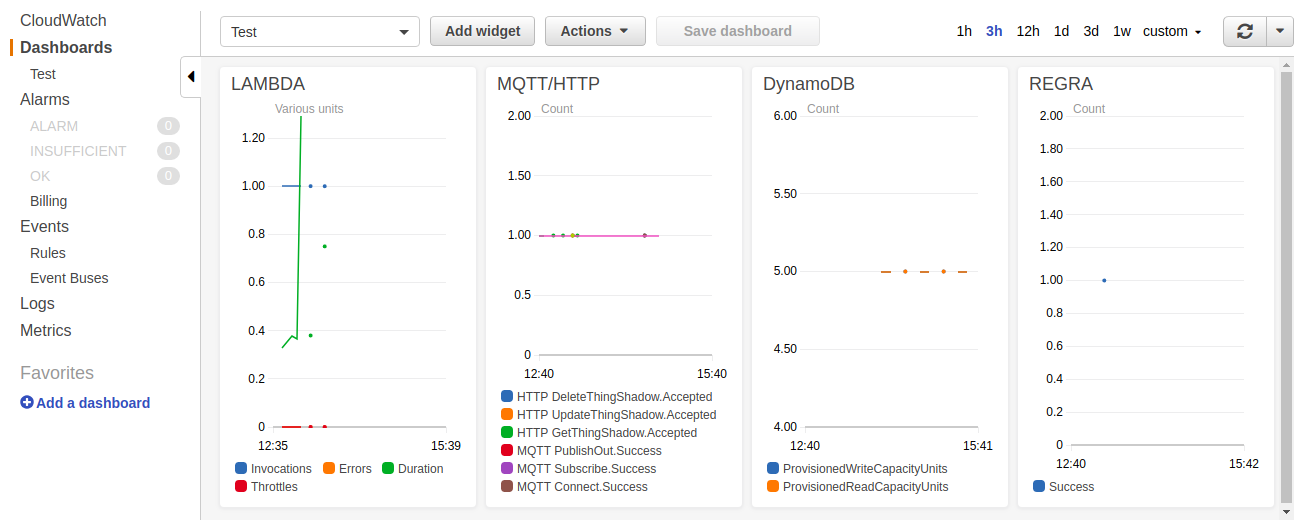 CloudWatch
Dashboards
Test
Alarms
ALARM 0
INSUFFICIENT 0
OK 0
Billing
Events
Rules
Event Buses
Logs
Metrics
Favorites
Add a dashboard
Test Add widget Actions Save dashboard 1h 3h 12h 1d 3d 1w custom
LAMBDA
Various units
1.20
1.00
0.8
0.6
0.4
0.2
0
12:35 15:39
Invocations Errors Duration
Throttles
MQTT/HTTP
Count
2.00
1.50
1.00
0.5
0
12:40 15:40
HTTP DeleteThingShadow.Accepted
HTTP UpdateThingShadow.Accepted
HTTP GetThingShadow.Accepted
MQTT PublishOut.Success
MQTT Subscribe.Success
MQTT Connect.Success
DynamoDB
Count
6.00
5.50
5.00
4.50
4.00
12:40 15:41
ProvisionedWriteCapacityUnits
ProvisionedReadCapacityUnits
REGRA
Count
2.00
1.80
1.60
1.40
1.20
1.00
0.8
0.6
0.4
0.2
0
12:40 15:42
Success